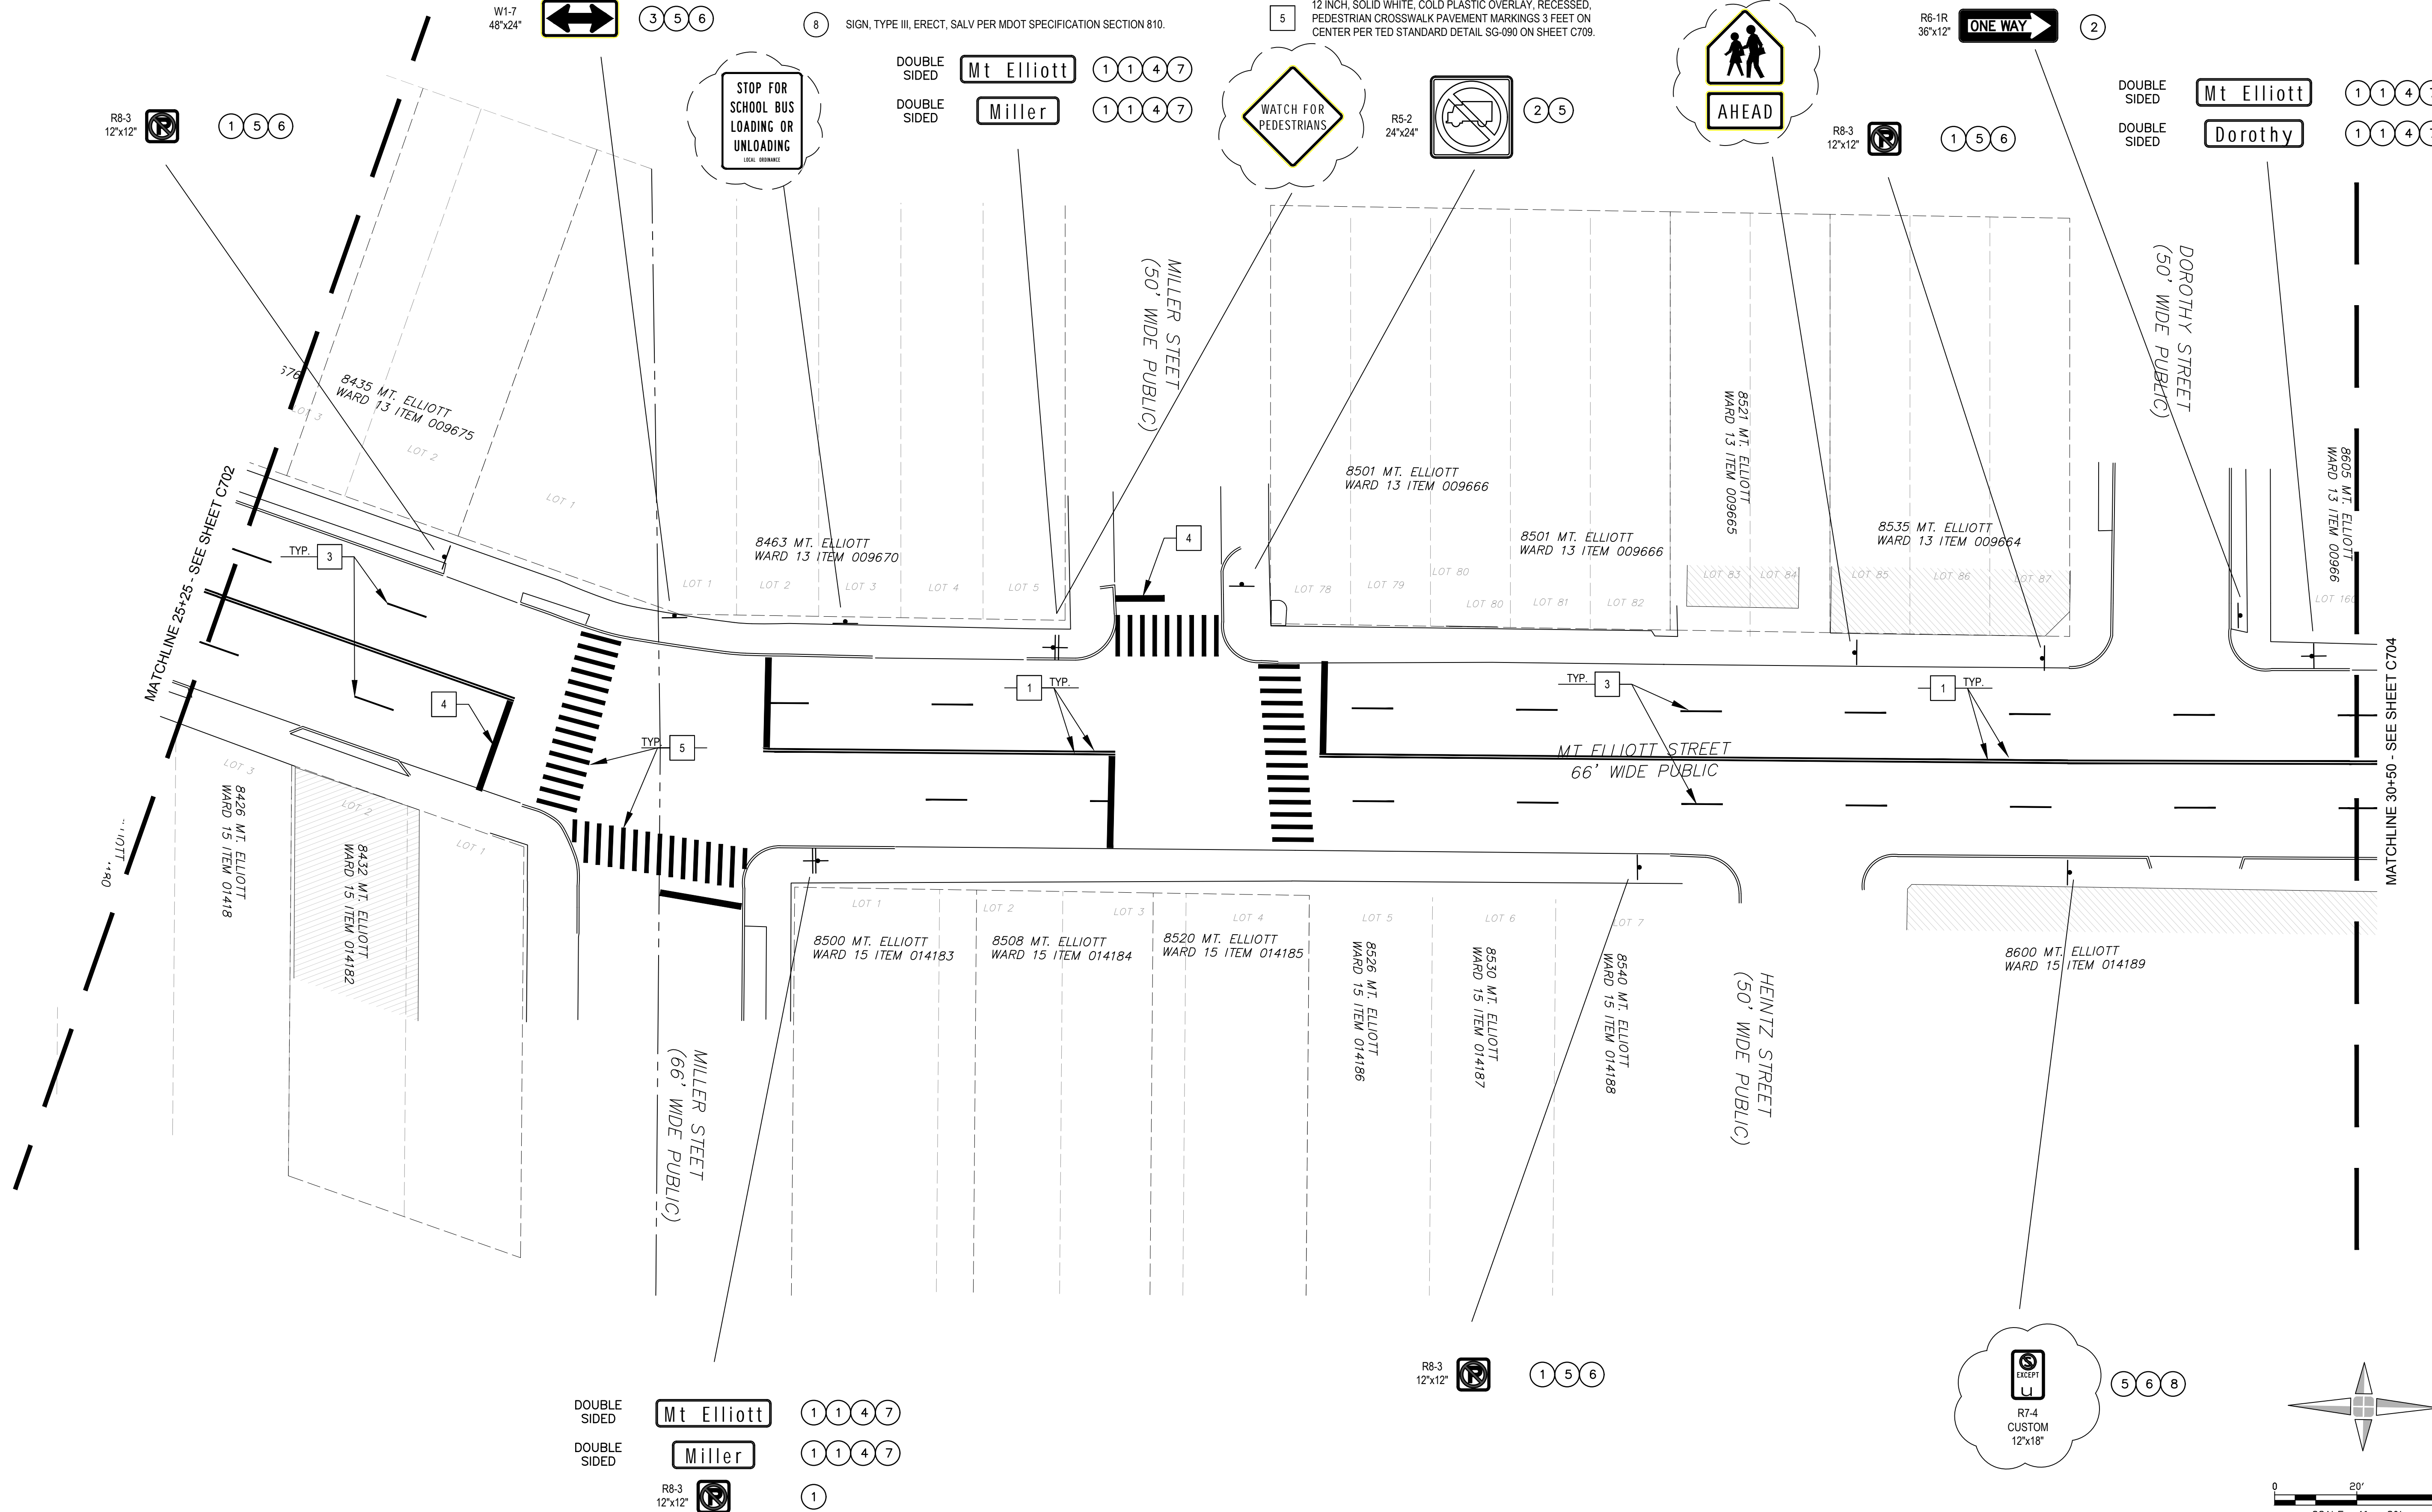 W1-7
48"x24"
3 5 6
8
SIGN, TYPE III, ERECT, SALV PER MDOT SPECIFICATION SECTION 810.
5
12 INCH, SOLID WHITE, COLD PLASTIC OVERLAY, RECESSED,
PEDESTRIAN CROSSWALK PAVEMENT MARKINGS 3 FEET ON
CENTER PER TED STANDARD DETAIL SG-090 ON SHEET C709.
R6-1R
36"x12"
ONE WAY
2
R8-3
12"x12"
P
1 5 6
STOP FOR
SCHOOL BUS
LOADING OR
UNLOADING
LOCAL ORDINANCE
DOUBLE
SIDED
Mt Elliott
1 1 4 7
DOUBLE
SIDED
Miller
1 1 4 7
WATCH FOR
PEDESTRIANS
R5-2
24"x24"
2 5
AHEAD
R8-3
12"x12"
P
1 5 6
DOUBLE
SIDED
Mt Elliott
1 1 4 7
DOUBLE
SIDED
Dorothy
1 1 4 7
MILLER STEET
(50' WIDE PUBLIC)
DOROTHY STREET
(50' WIDE PUBLIC)
MATCHLINE 25+25 - SEE SHEET C702
LOT 3
8435 MT. ELLIOTT
WARD 13 ITEM 009675
LOT 2
LOT 1
8463 MT. ELLIOTT
WARD 13 ITEM 009670
LOT 1
LOT 2
LOT 3
LOT 4
LOT 5
8501 MT. ELLIOTT
WARD 13 ITEM 009666
8501 MT. ELLIOTT
WARD 13 ITEM 009666
8521 MT. ELLIOTT
WARD 13 ITEM 009665
8535 MT. ELLIOTT
WARD 13 ITEM 009664
8605 MT. ELLIOTT
WARD 13 ITEM 00966
LOT 78
LOT 79
LOT 80
LOT 80
LOT 81
LOT 82
LOT 83
LOT 84
LOT 85
LOT 86
LOT 87
LOT 160
TYP. 3
4
4
1 TYP.
TYP. 3
1 TYP.
TYP. 5
MT ELLIOTT STREET
66' WIDE PUBLIC
MATCHLINE 30+50 - SEE SHEET C704
LOT 3
8426 MT. ELLIOTT
WARD 15 ITEM 01418
LOT 2
8432 MT. ELLIOTT
WARD 15 ITEM 014182
LOT 1
LOT 1
LOT 2
LOT 3
LOT 4
LOT 5
LOT 6
LOT 7
8500 MT. ELLIOTT
WARD 15 ITEM 014183
8508 MT. ELLIOTT
WARD 15 ITEM 014184
8520 MT. ELLIOTT
WARD 15 ITEM 014185
8526 MT. ELLIOTT
WARD 15 ITEM 014186
8530 MT. ELLIOTT
WARD 15 ITEM 014187
8540 MT. ELLIOTT
WARD 15 ITEM 014188
8600 MT. ELLIOTT
WARD 15 ITEM 014189
MILLER STEET
(66' WIDE PUBLIC)
HEINTZ STREET
(50' WIDE PUBLIC)
DOUBLE
SIDED
Mt Elliott
1 1 4 7
DOUBLE
SIDED
Miller
1 1 4 7
R8-3
12"x12"
P
1
R8-3
12"x12"
P
1 5 6
S
EXCEPT
u
R7-4
CUSTOM
12"x18"
5 6 8
0
20'